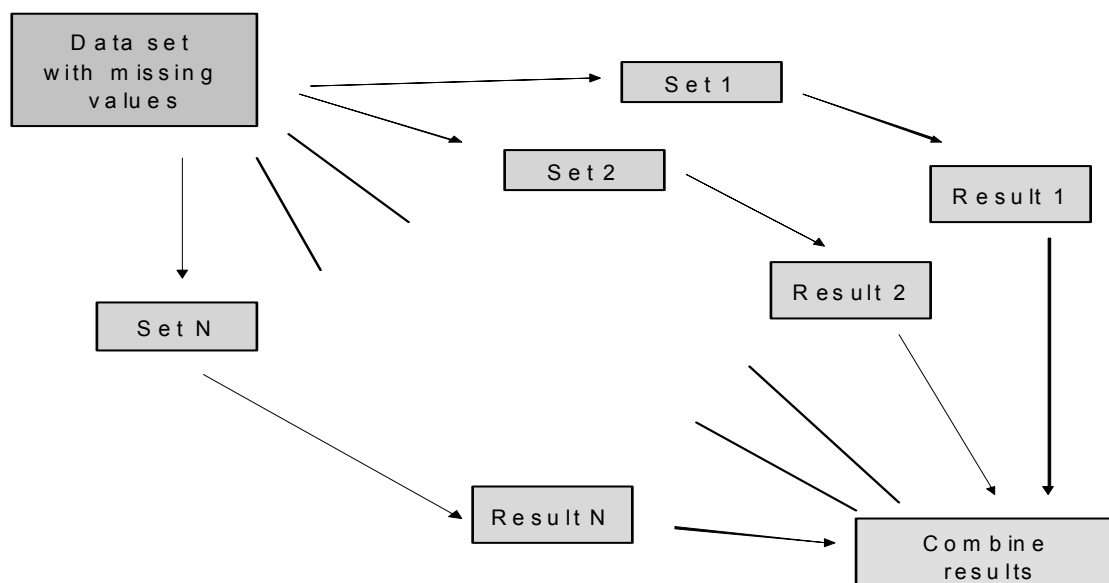 Data set
with missing
values
Set 1
Set 2
Result 1
Result 2
Set N
Result N
Combine
results